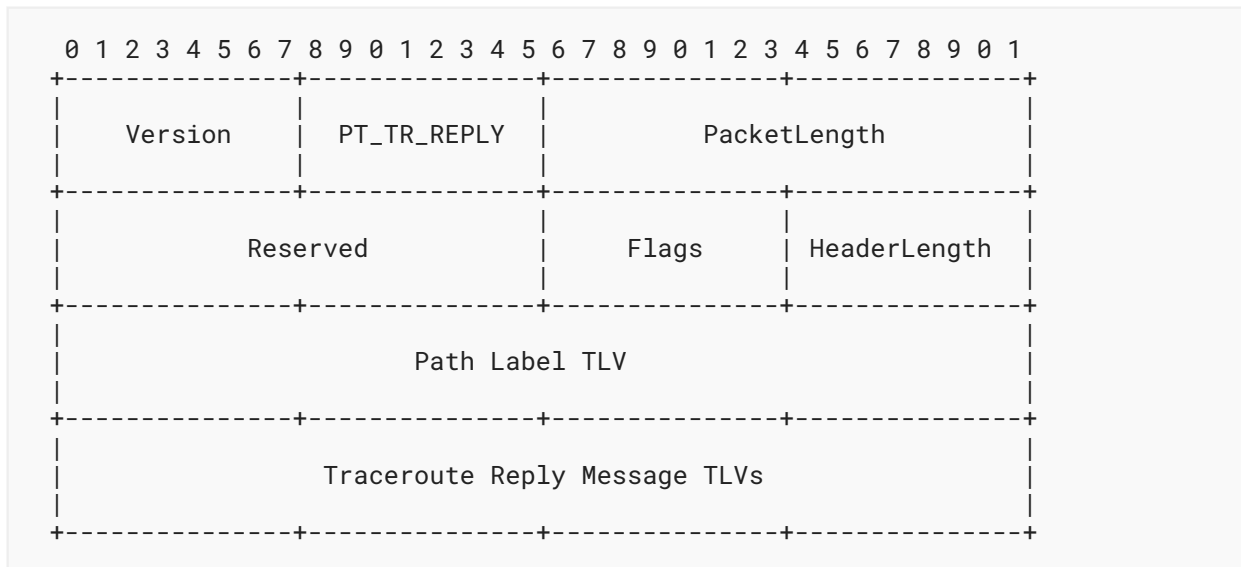 0 1 2 3 4 5 6 7 8 9 0 1 2 3 4 5 6 7 8 9 0 1 2 3 4 5 6 7 8 9 0 1
Version PT_TR_REPLY PacketLength
Reserved Flags HeaderLength
Path Label TLV
Traceroute Reply Message TLVs